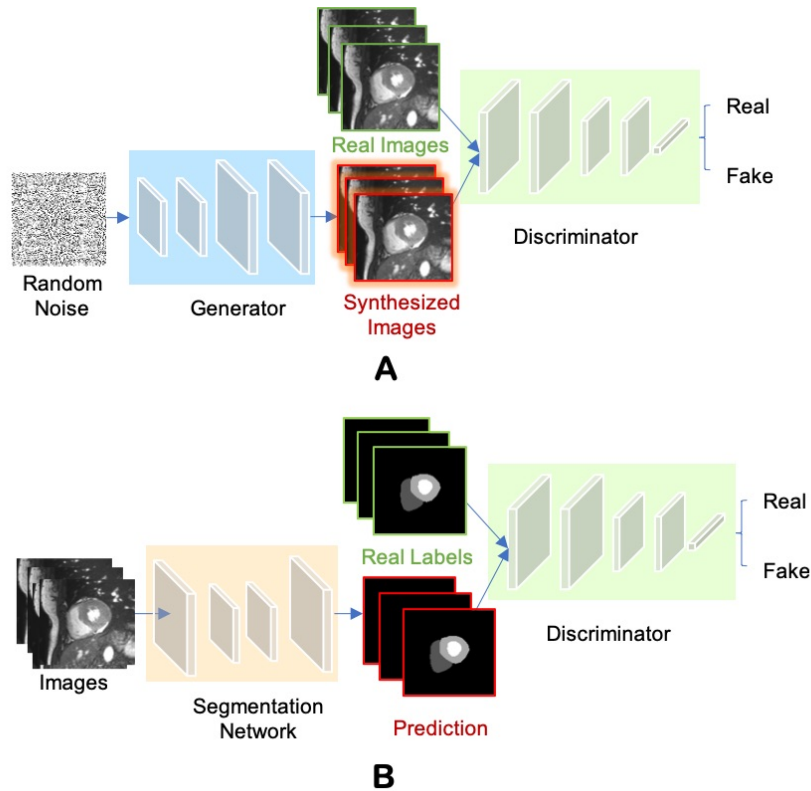 Real Images
Real
Fake
Random
Noise
Generator
Synthesized
Images
Discriminator
A
Real Labels
Real
Fake
Images
Segmentation
Network
Prediction
Discriminator
B